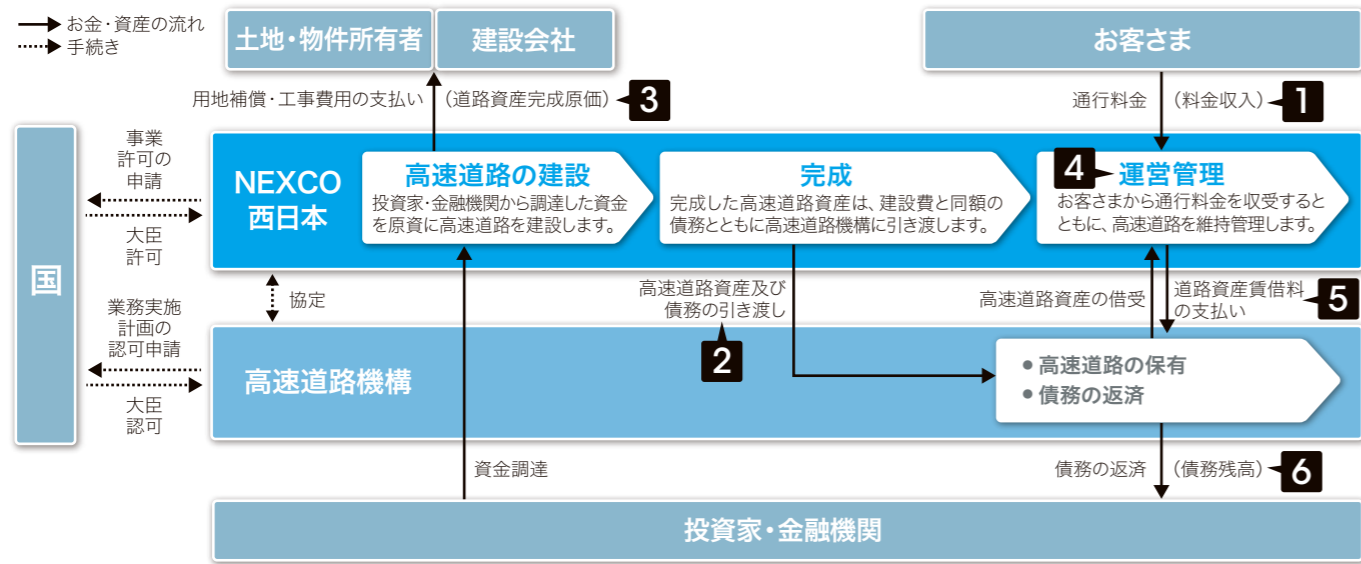 お金・資産の流れ
手続き
土地・物件所有者
建設会社
お客さま
用地補償・工事費用の支払い
(道路資産完成原価)
3
通行料金
(料金収入)
1
国
事業
許可の
申請
大臣
許可
NEXCO
西日本
高速道路の建設
投資家・金融機関から調達した資金
を原資に高速道路を建設します。
完成
完成した高速道路資産は、建設費と同額の
債務とともに高速道路機構に引き渡します。
4
運営管理
お客さまから通行料金を収受すると
ともに、高速道路を維持管理します。
協定
高速道路資産及び
債務の引き渡し
2
高速道路資産の借受
道路資産賃借料
の支払い
5
業務実施
計画の
認可申請
大臣
認可
高速道路機構
• 高速道路の保有
• 債務の返済
資金調達
債務の返済
(債務残高)
6
投資家・金融機関